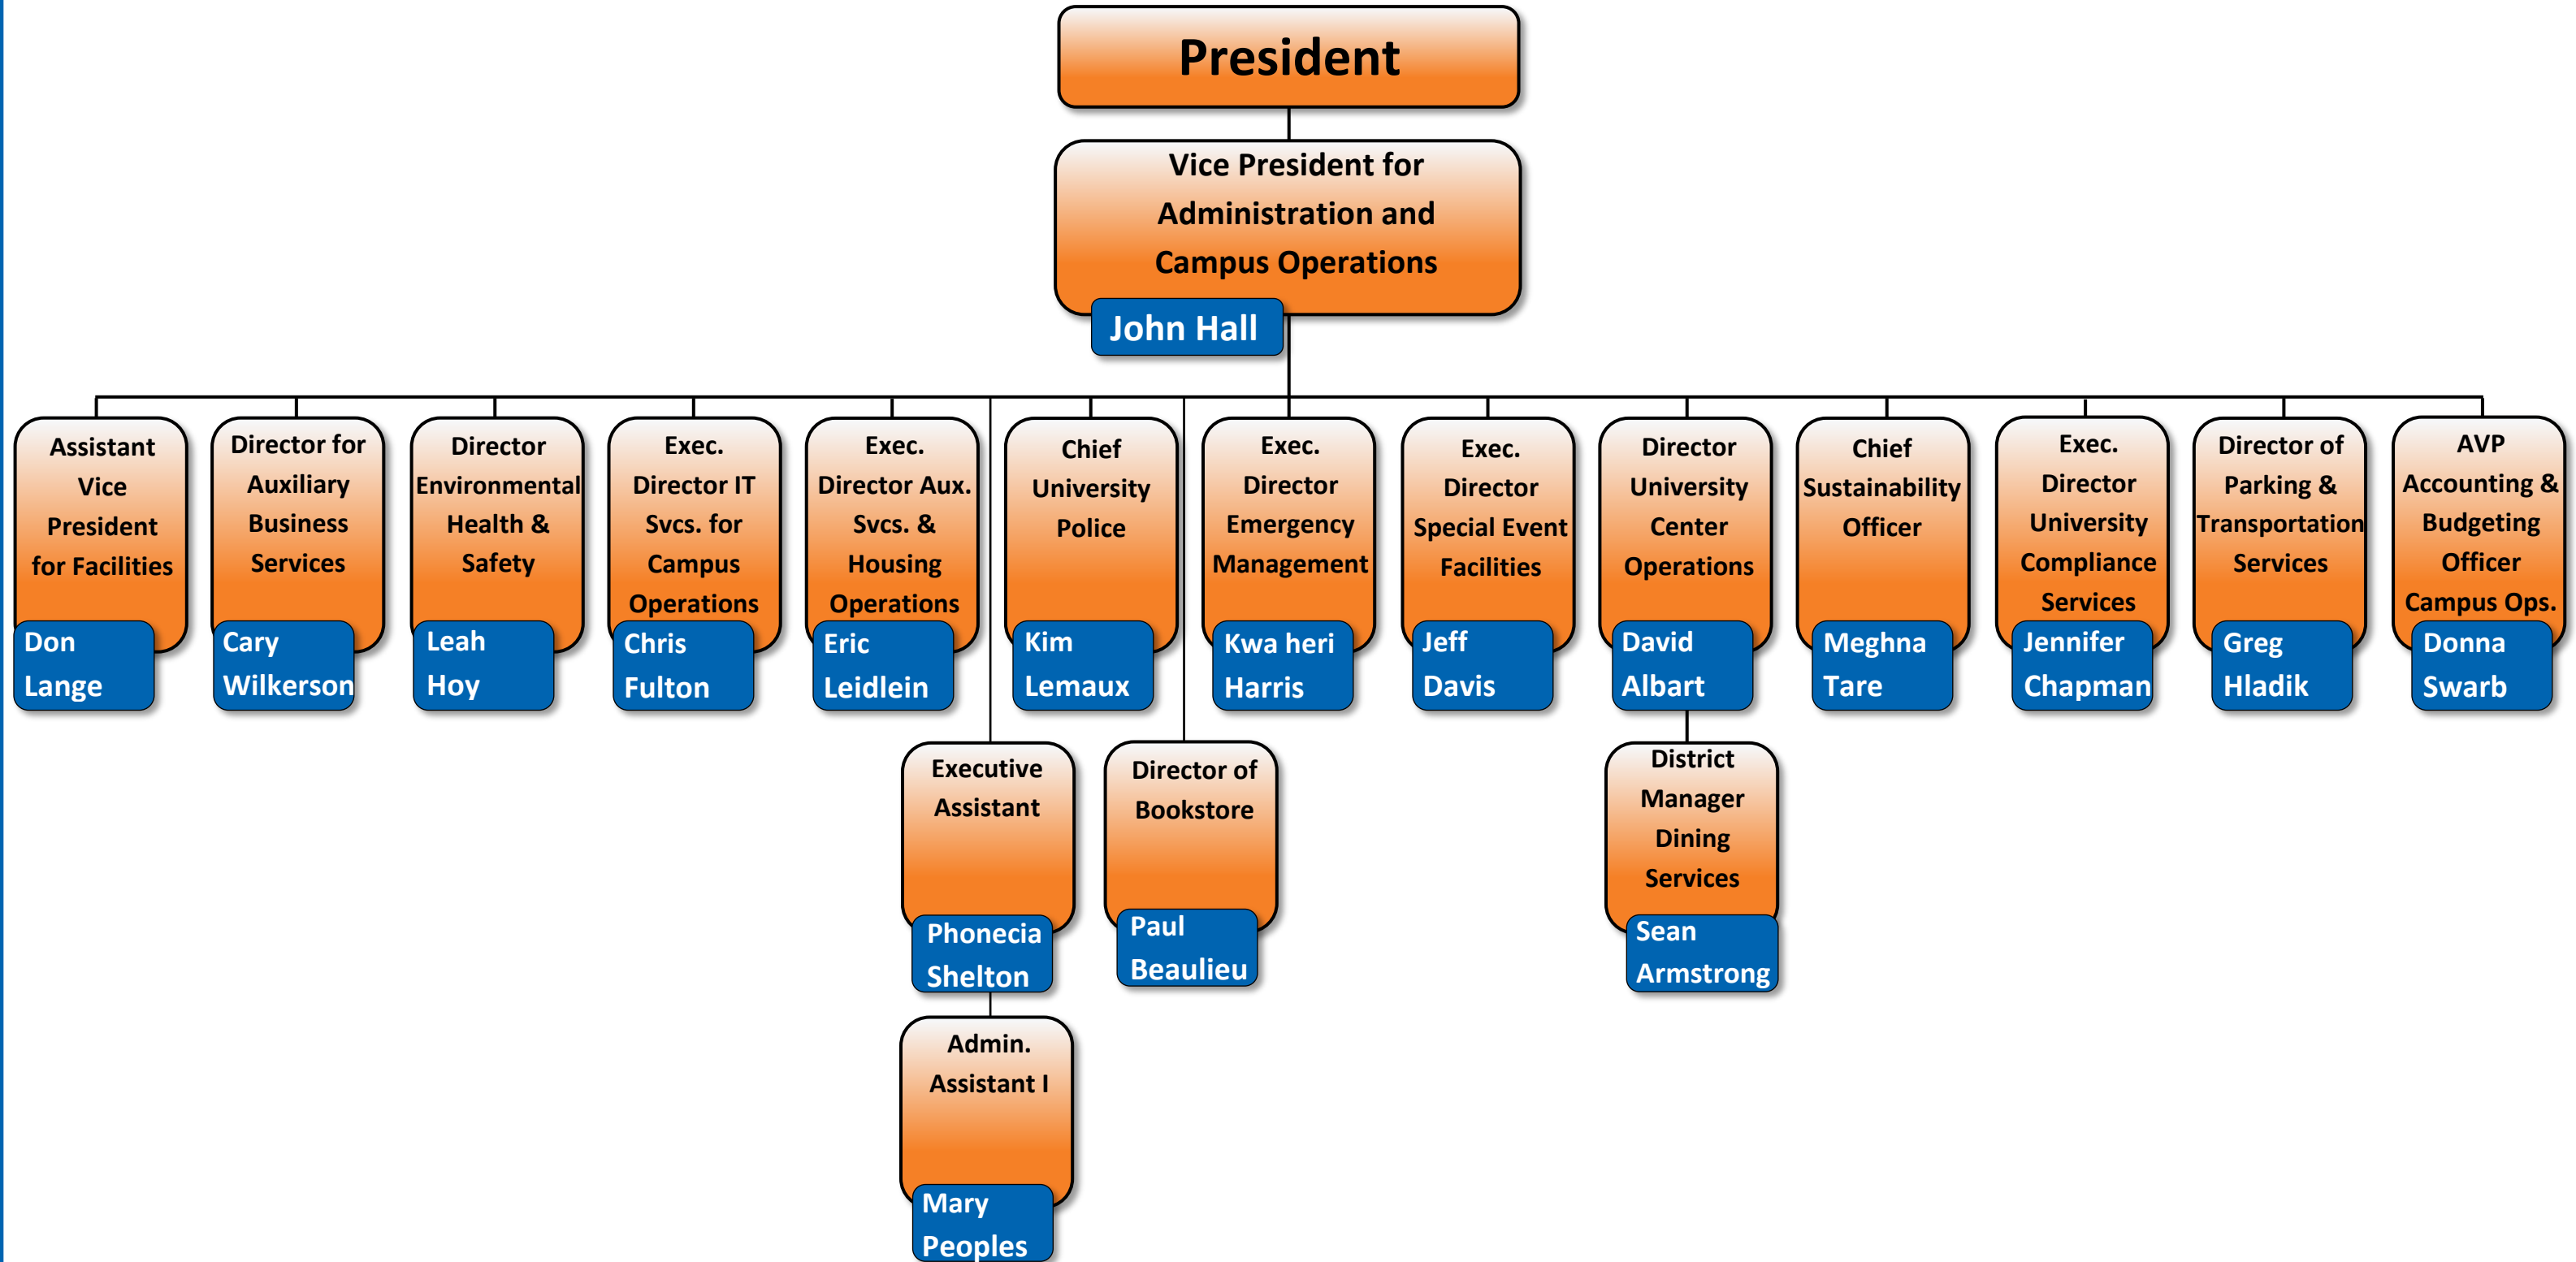 President
Vice President for
Administration and
Campus Operations
John Hall
Assistant
Vice
President
for Facilities
Don
Lange
Director for
Auxiliary
Business
Services
Cary
Wilkerson
Director
Environmental
Health &
Safety
Leah
Hoy
Exec.
Director IT
Svcs. for
Campus
Operations
Chris
Fulton
Exec.
Director Aux.
Svcs. &
Housing
Operations
Eric
Leidlein
Chief
University
Police
Kim
Lemaux
Exec.
Director
Emergency
Management
Kwa heri
Harris
Exec.
Director
Special Event
Facilities
Jeff
Davis
Director
University
Center
Operations
David
Albart
Chief
Sustainability
Officer
Meghna
Tare
Exec.
Director
University
Compliance
Services
Jennifer
Chapman
Director of
Parking &
Transportation
Services
Greg
Hladik
AVP
Accounting &
Budgeting
Officer
Campus Ops.
Donna
Swarb
Executive
Assistant
Phonecia
Shelton
Director of
Bookstore
Paul
Beaulieu
District
Manager
Dining
Services
Sean
Armstrong
Admin.
Assistant I
Mary
Peoples